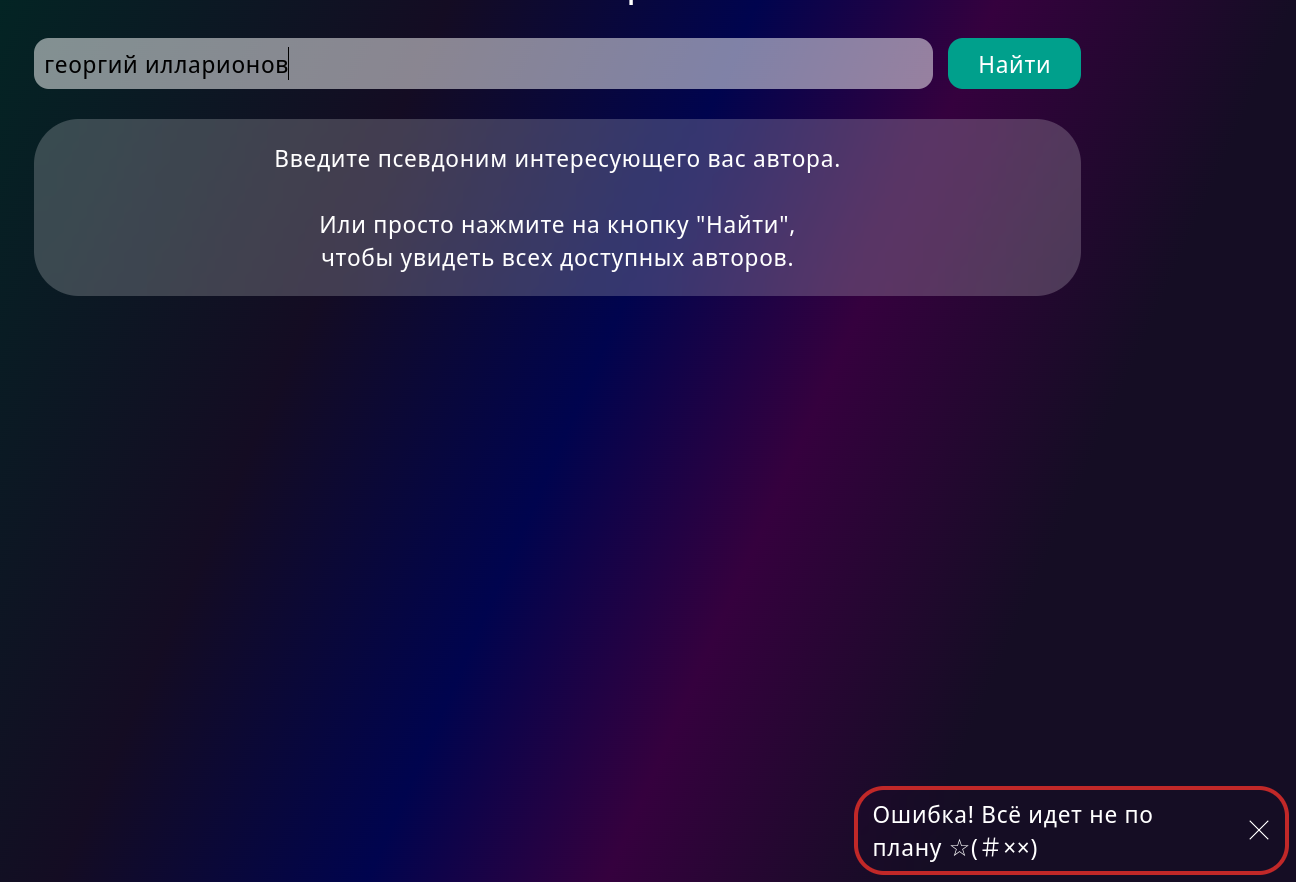 георгий илларионов
Найти
Введите псевдоним интересующего вас автора.
Или просто нажмите на кнопку "Найти",
чтобы увидеть всех доступных авторов.
Ошибка! Всё идет не по
плану ☆(＃××)